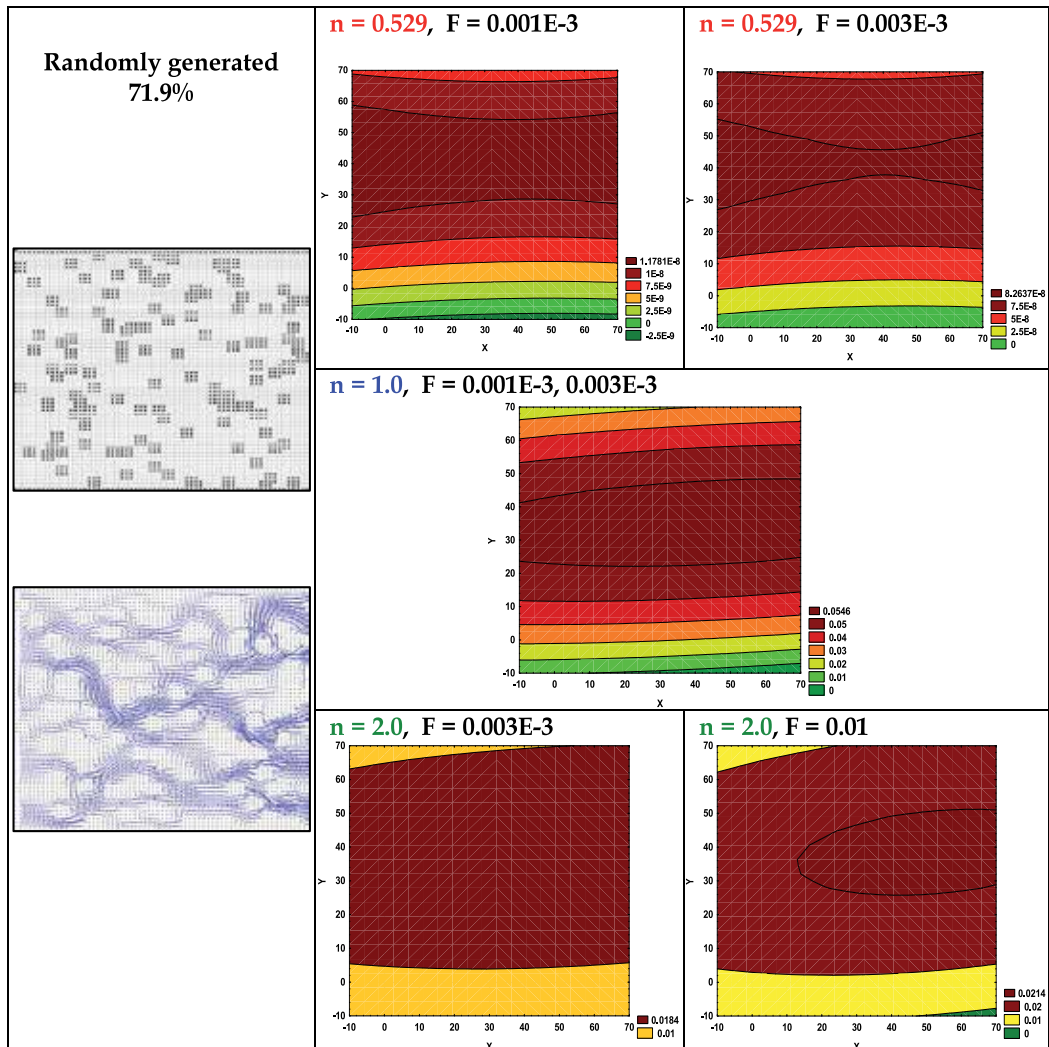 Randomly generated
71.9%
n = 0.529, F = 0.001E-3
70
60
50
40
30
20
10
0
-10
Y
-10 0 10 20 30 40 50 60 70
X
1.1781E-8
1E-8
7.5E-9
5E-9
2.5E-9
0
-2.5E-9
n = 0.529, F = 0.003E-3
70
60
50
40
30
20
10
0
-10
Y
-10 0 10 20 30 40 50 60 70
X
8.2637E-8
7.5E-8
5E-8
2.5E-8
0
n = 1.0, F = 0.001E-3, 0.003E-3
70
60
50
40
30
20
10
0
-10
Y
-10 0 10 20 30 40 50 60 70
X
0.0546
0.05
0.04
0.03
0.02
0.01
0
n = 2.0, F = 0.003E-3
70
60
50
40
30
20
10
0
-10
Y
-10 0 10 20 30 40 50 60 70
X
0.0184
0.01
n = 2.0, F = 0.01
70
60
50
40
30
20
10
0
-10
Y
-10 0 10 20 30 40 50 60 70
X
0.0214
0.02
0.01
0